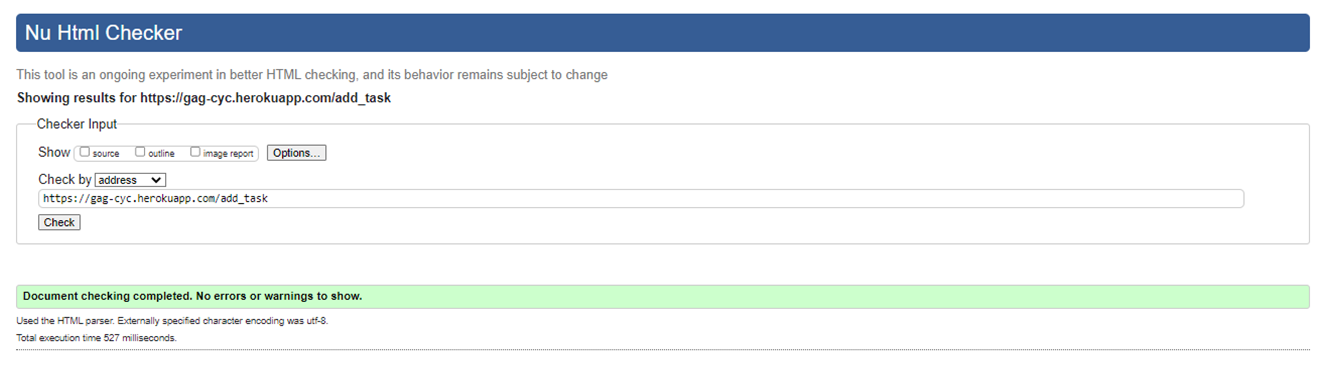 Nu Html Checker
This tool is an ongoing experiment in better HTML checking, and its behavior remains subject to change
Showing results for https://gag-cyc.herokuapp.com/add_task
Checker Input
Show source outline image report Options...
Check by address
https://gag-cyc.herokuapp.com/add_task
Check
Document checking completed. No errors or warnings to show.
Used the HTML parser. Externally specified character encoding was utf-8.
Total execution time 527 milliseconds.